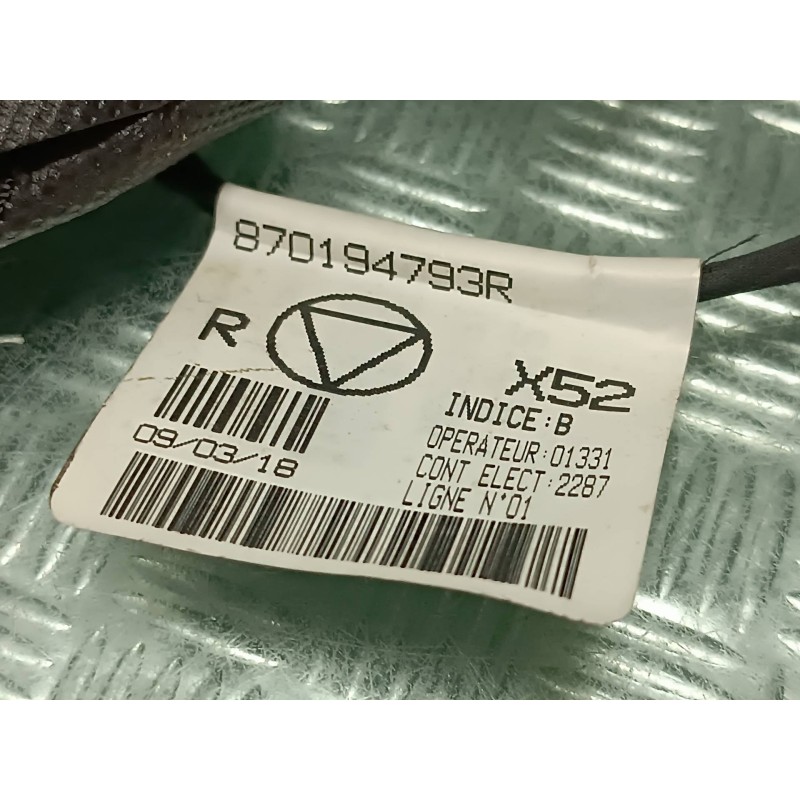 870194793R
R
X52
INDICE:B
OPERATEUR:01331
CONT ELECT:2287
LIGNE N°01
09/03/18